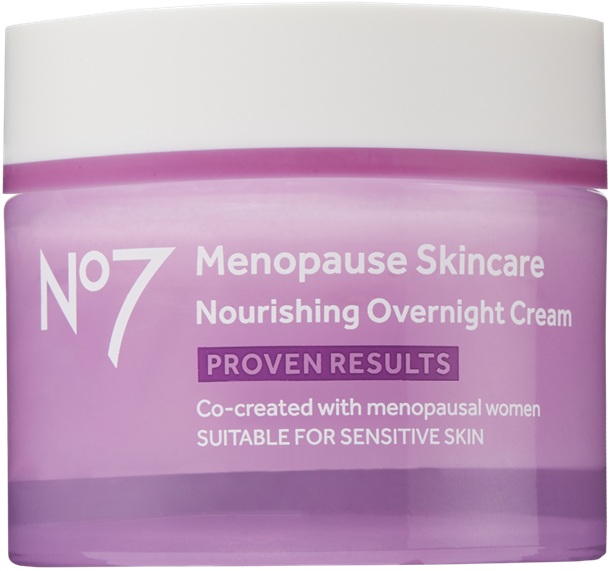 No7
Menopause Skincare
Nourishing Overnight Cream
PROVEN RESULTS
Co-created with menopausal women
SUITABLE FOR SENSITIVE SKIN